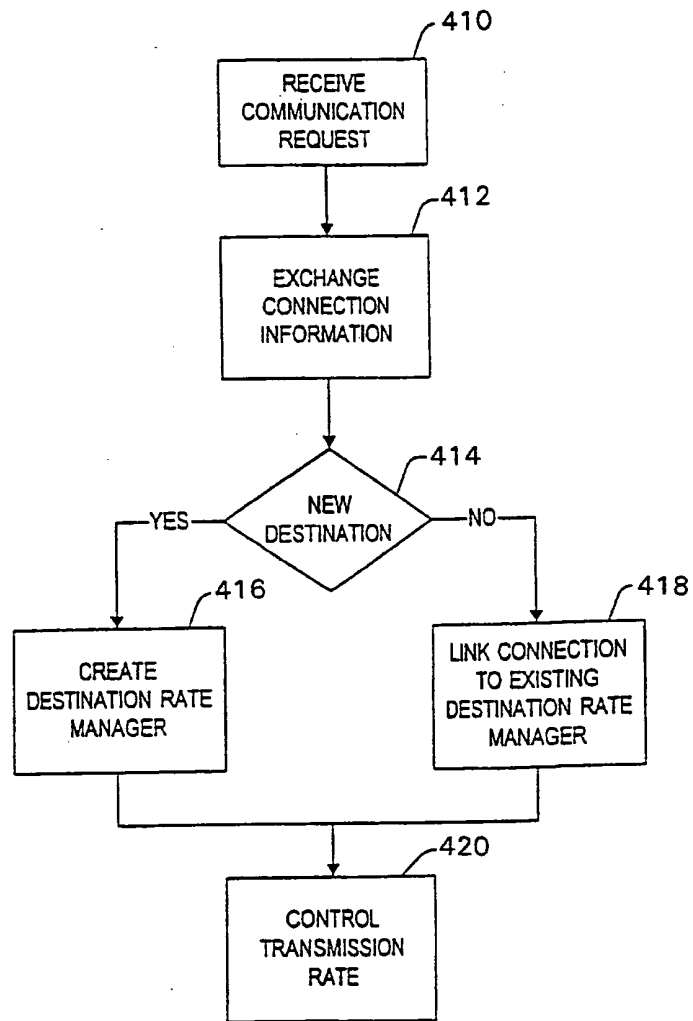 410
RECEIVE
COMMUNICATION
REQUEST
412
EXCHANGE
CONNECTION
INFORMATION
414
NEW
DESTINATION
YES
NO
416
CREATE
DESTINATION RATE
MANAGER
418
LINK CONNECTION
TO EXISTING
DESTINATION RATE
MANAGER
420
CONTROL
TRANSMISSION
RATE